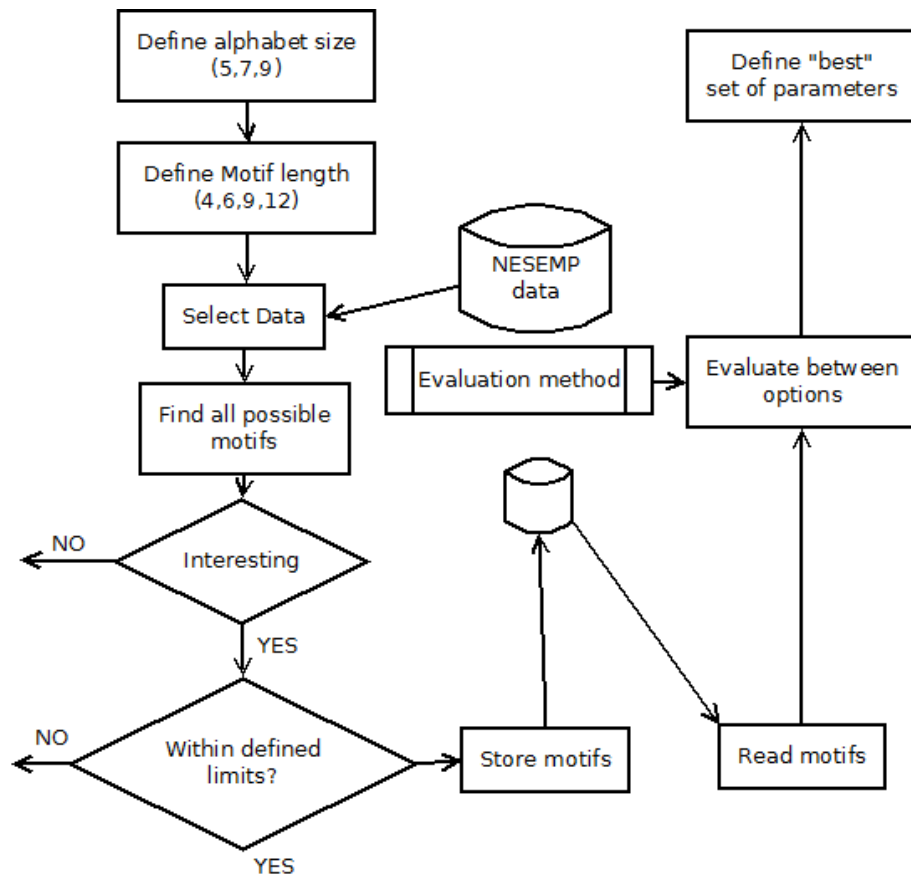 Define alphabet size
(5,7,9)
Define Motif length
(4,6,9,12)
Select Data
Find all possible
motifs
Interesting
NO
YES
Within defined
limits?
NO
YES
Store motifs
NESEMP
data
Evaluation method
Read motifs
Evaluate between
options
Define "best"
set of parameters